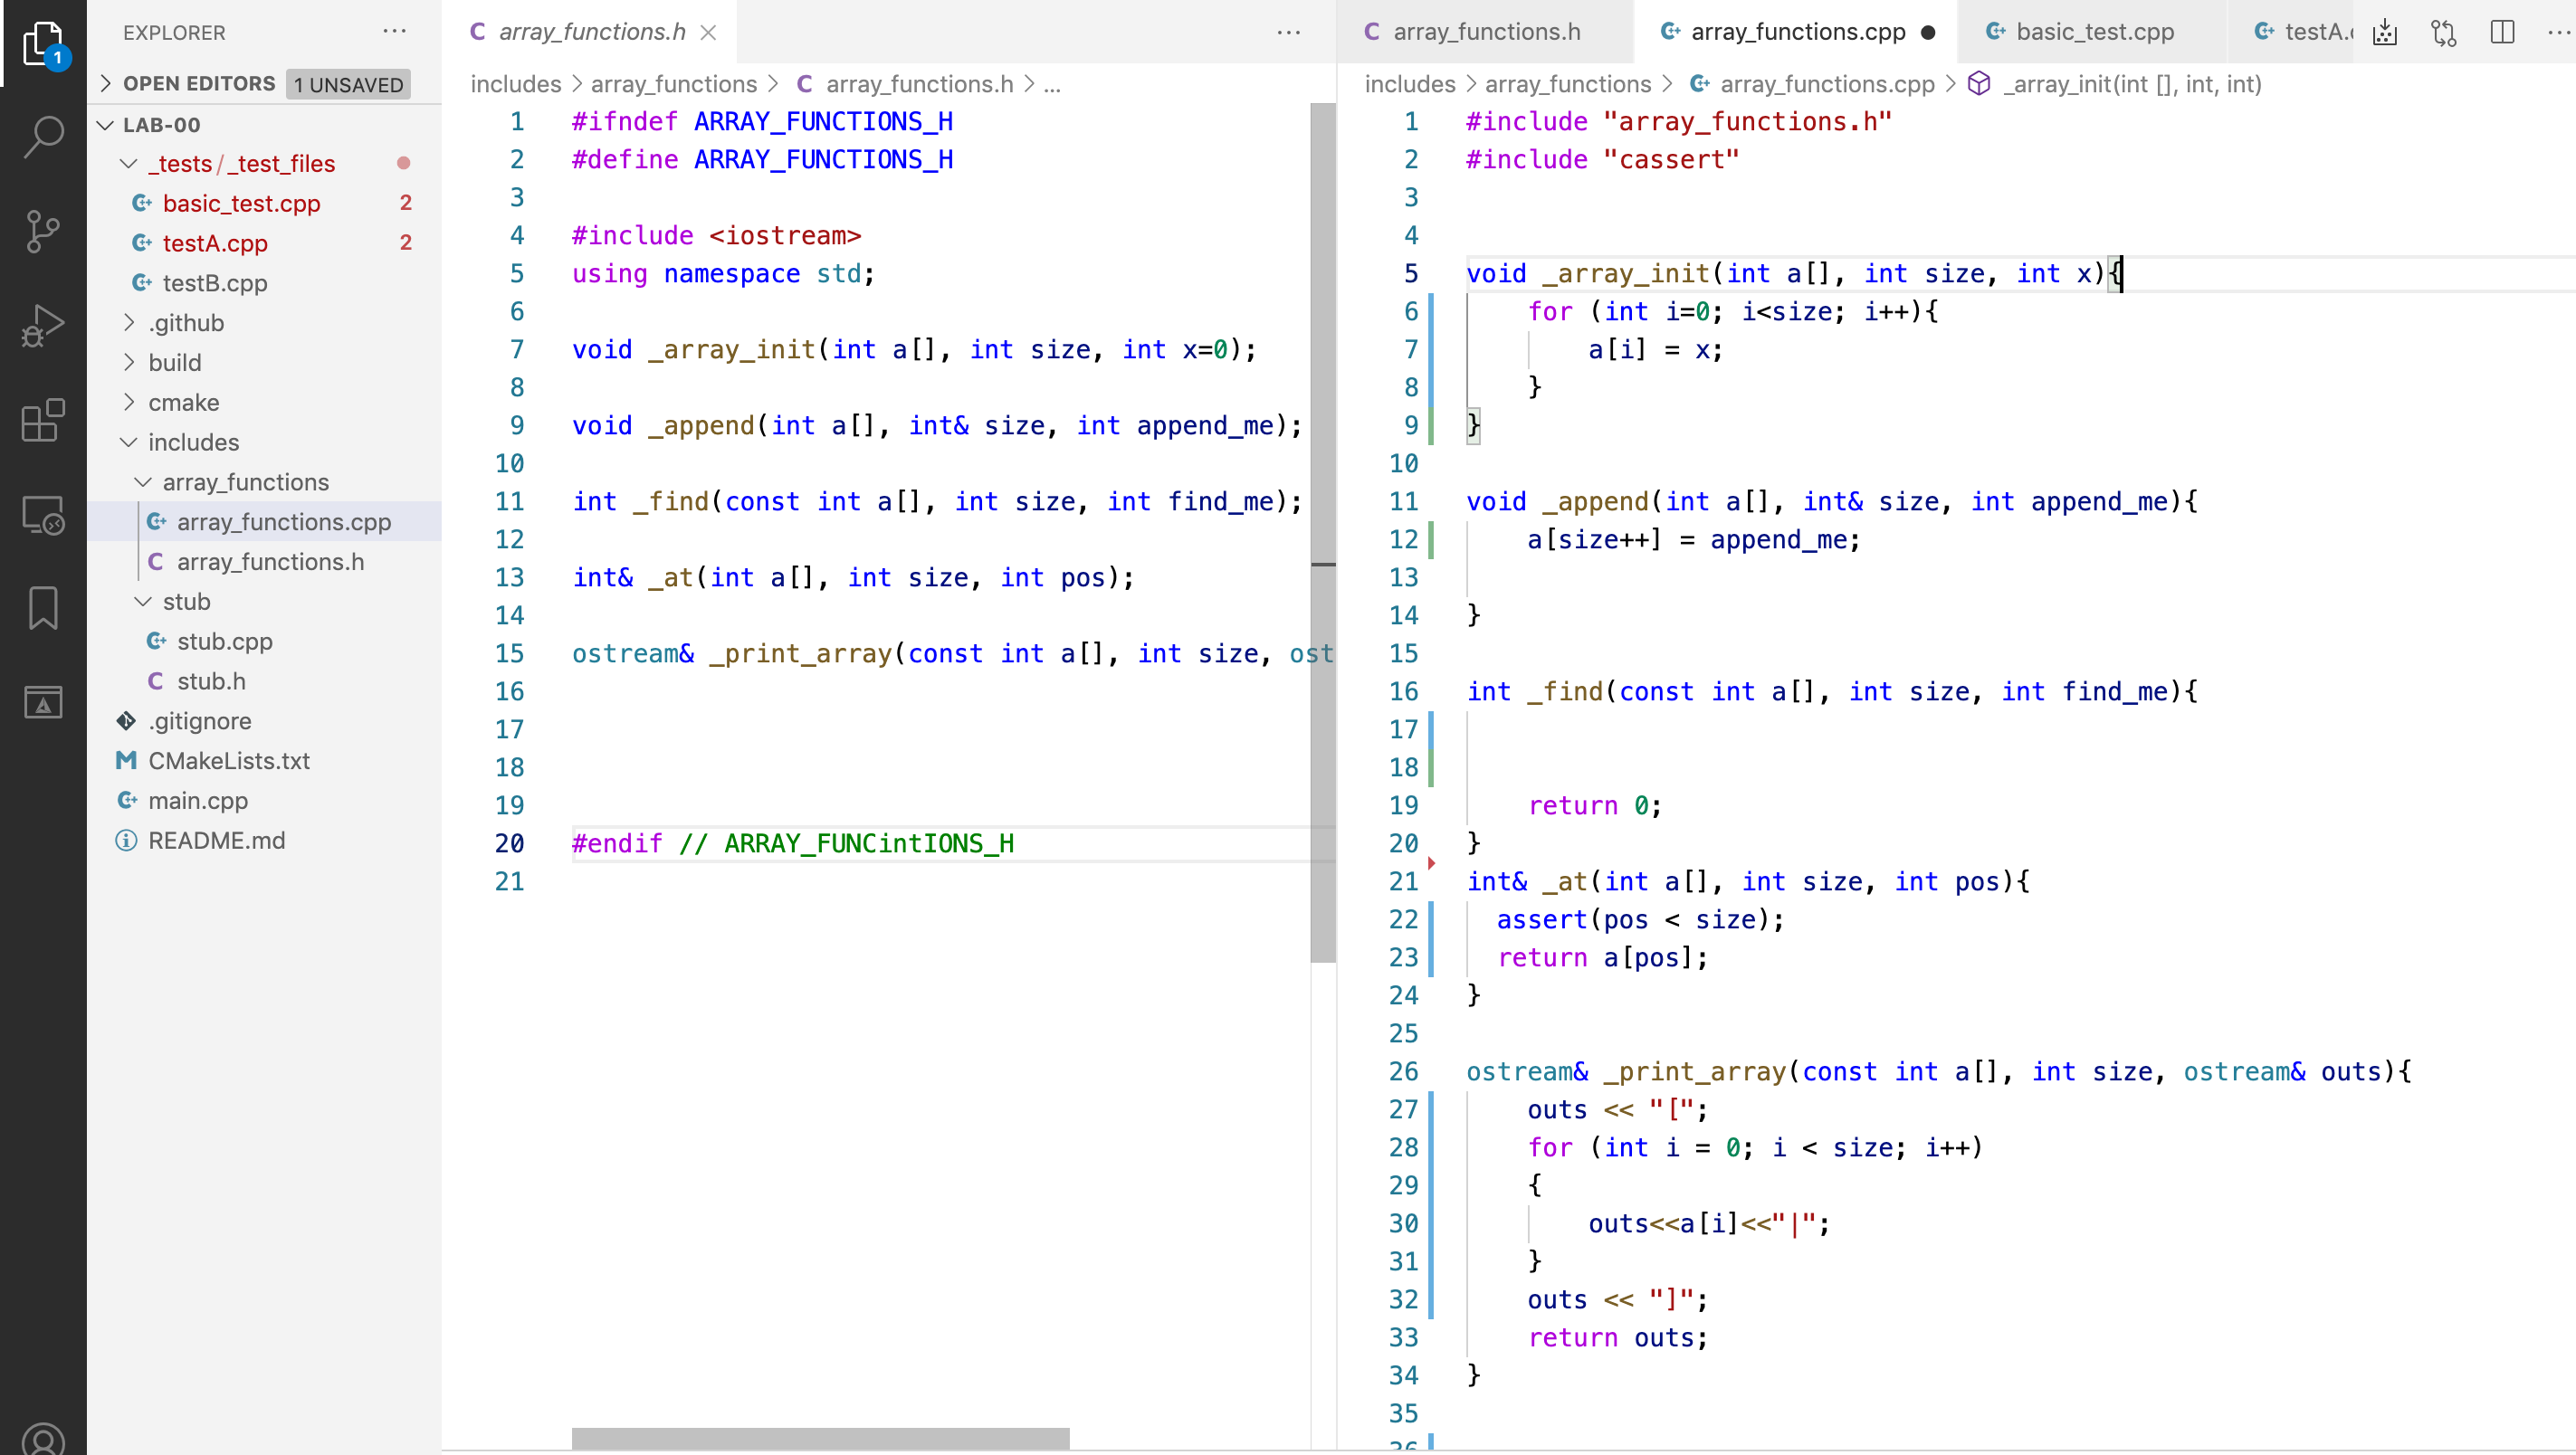 EXPLORER ...
OPEN EDITORS 1 UNSAVED
LAB-00
_tests / _test_files
basic_test.cpp 2
testA.cpp 2
testB.cpp
.github
build
cmake
includes
array_functions
array_functions.cpp
array_functions.h
stub
stub.cpp
stub.h
.gitignore
CMakeLists.txt
main.cpp
README.md
1
array_functions.h
includes > array_functions > C array_functions.h > ...
1 #ifndef ARRAY_FUNCTIONS_H
2 #define ARRAY_FUNCTIONS_H
3
4 #include <iostream>
5 using namespace std;
6
7 void _array_init(int a[], int size, int x=0);
8
9 void _append(int a[], int& size, int append_me);
10
11 int _find(const int a[], int size, int find_me);
12
13 int& _at(int a[], int size, int pos);
14
15 ostream& _print_array(const int a[], int size, ost
16
17
18
19
20 #endif // ARRAY_FUNCintIONS_H
21
array_functions.h array_functions.cpp basic_test.cpp testA.c
includes > array_functions > array_functions.cpp > _array_init(int [], int, int)
1 #include "array_functions.h"
2 #include "cassert"
3
4
5 void _array_init(int a[], int size, int x){
6 for (int i=0; i<size; i++){
7 a[i] = x;
8 }
9 }
10
11 void _append(int a[], int& size, int append_me){
12 a[size++] = append_me;
13
14 }
15
16 int _find(const int a[], int size, int find_me){
17
18
19 return 0;
20 }
21 int& _at(int a[], int size, int pos){
22 assert(pos < size);
23 return a[pos];
24 }
25
26 ostream& _print_array(const int a[], int size, ostream& outs){
27 outs << "[";
28 for (int i = 0; i < size; i++)
29 {
30 outs<<a[i]<<"|";
31 }
32 outs << "]";
33 return outs;
34 }
35
36